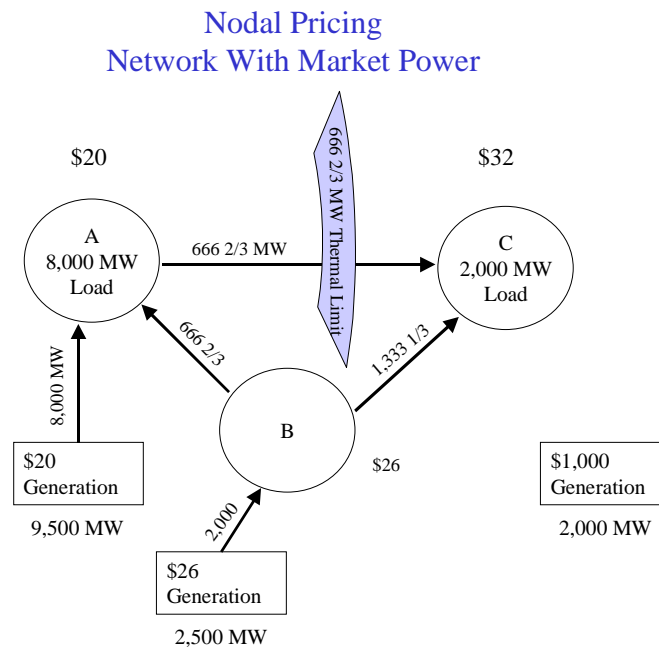 Nodal Pricing
Network With Market Power
$20
$32
666 2/3 MW Thermal Limit
A
8,000 MW
Load
666 2/3 MW
C
2,000 MW
Load
666 2/3
1,333 1/3
8,000 MW
B
$26
$20
Generation
9,500 MW
2,000
$1,000
Generation
2,000 MW
$26
Generation
2,500 MW